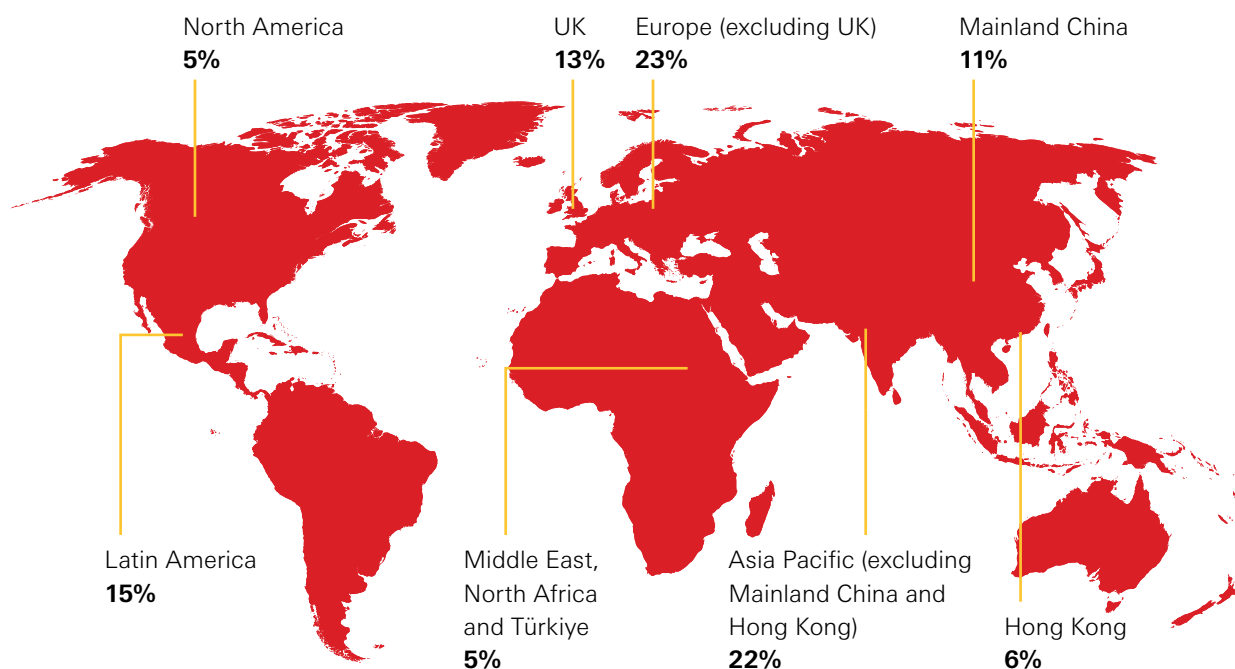 North America
5%
UK
13%
Europe (excluding UK)
23%
Mainland China
11%
Latin America
15%
Middle East,
North Africa
and Türkiye
5%
Asia Pacific (excluding
Mainland China and
Hong Kong)
22%
Hong Kong
6%